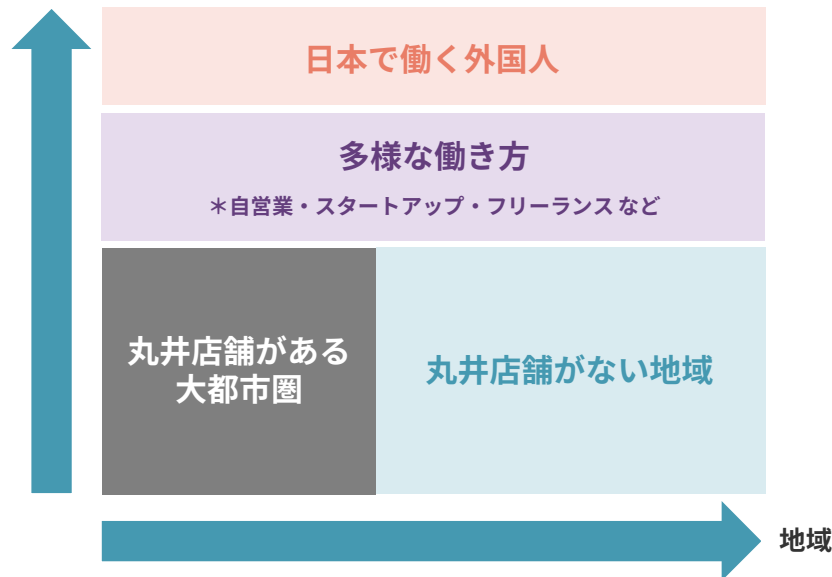 日本で働く外国人
多様な働き方
＊自営業・スタートアップ・フリーランス など
丸井店舗がある
大都市圏
丸井店舗がない地域
地域